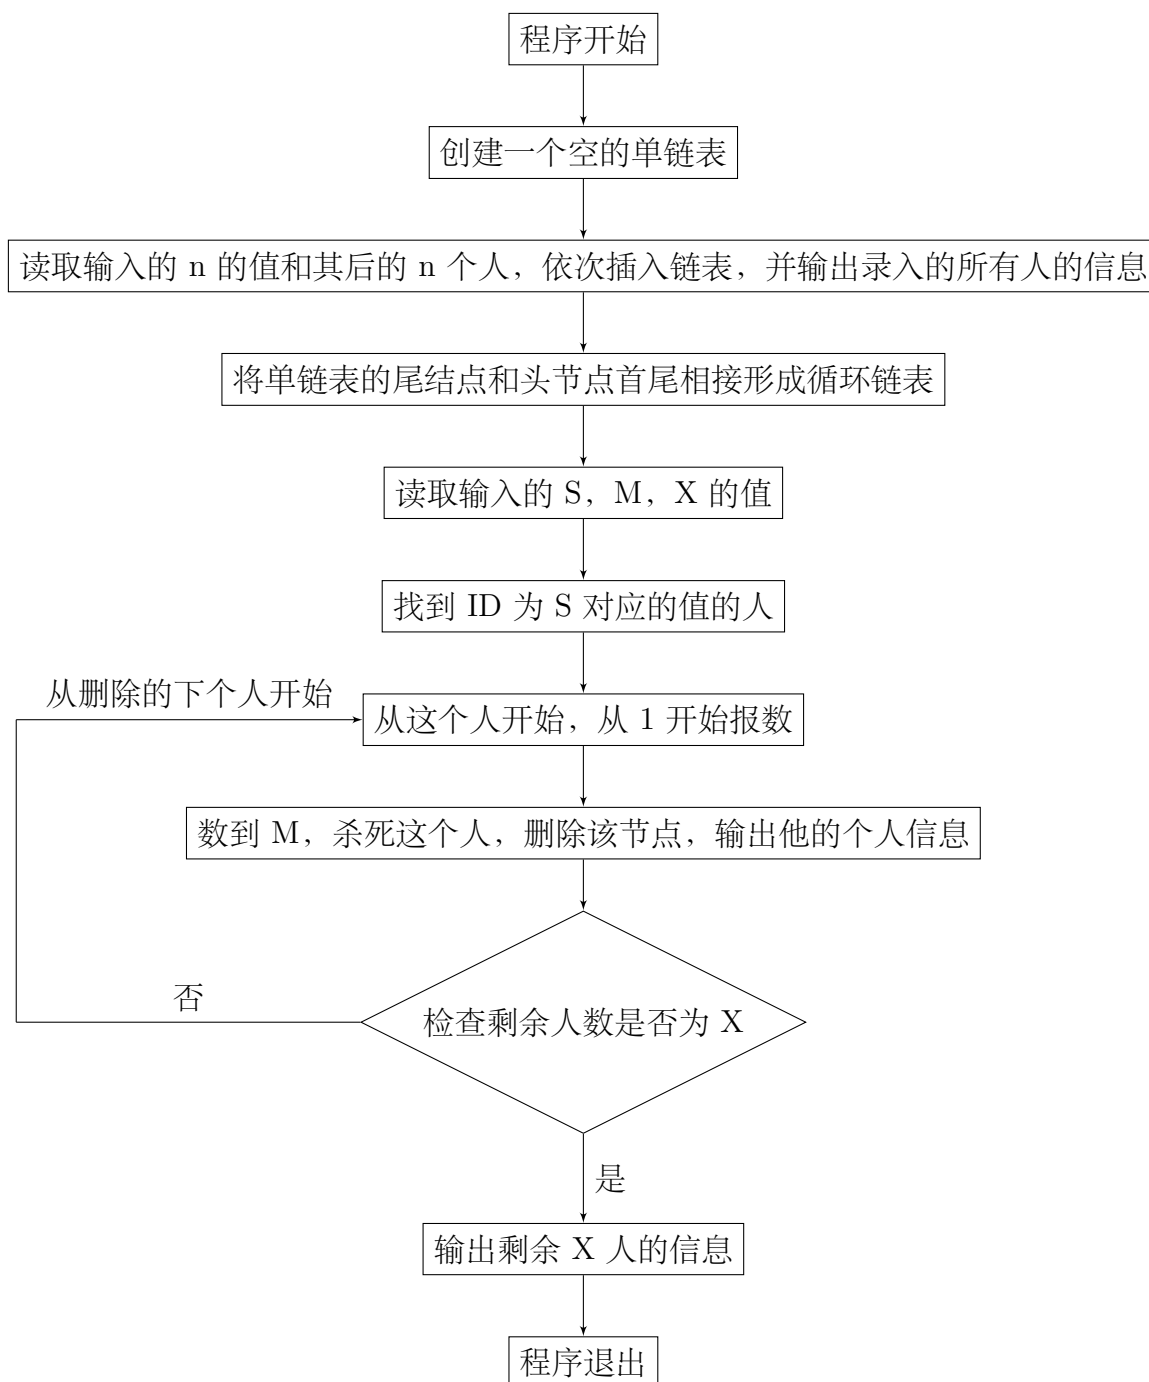 程序开始
创建一个空的单链表
读取输入的 n 的值和其后的 n 个人，依次插入链表，并输出录入的所有人的信息
将单链表的尾结点和头节点首尾相接形成循环链表
读取输入的 S，M，X 的值
找到 ID 为 S 对应的值的人
从删除的下个人开始
从这个人开始，从 1 开始报数
数到 M，杀死这个人，删除该节点，输出他的个人信息
否
检查剩余人数是否为 X
是
输出剩余 X 人的信息
程序退出